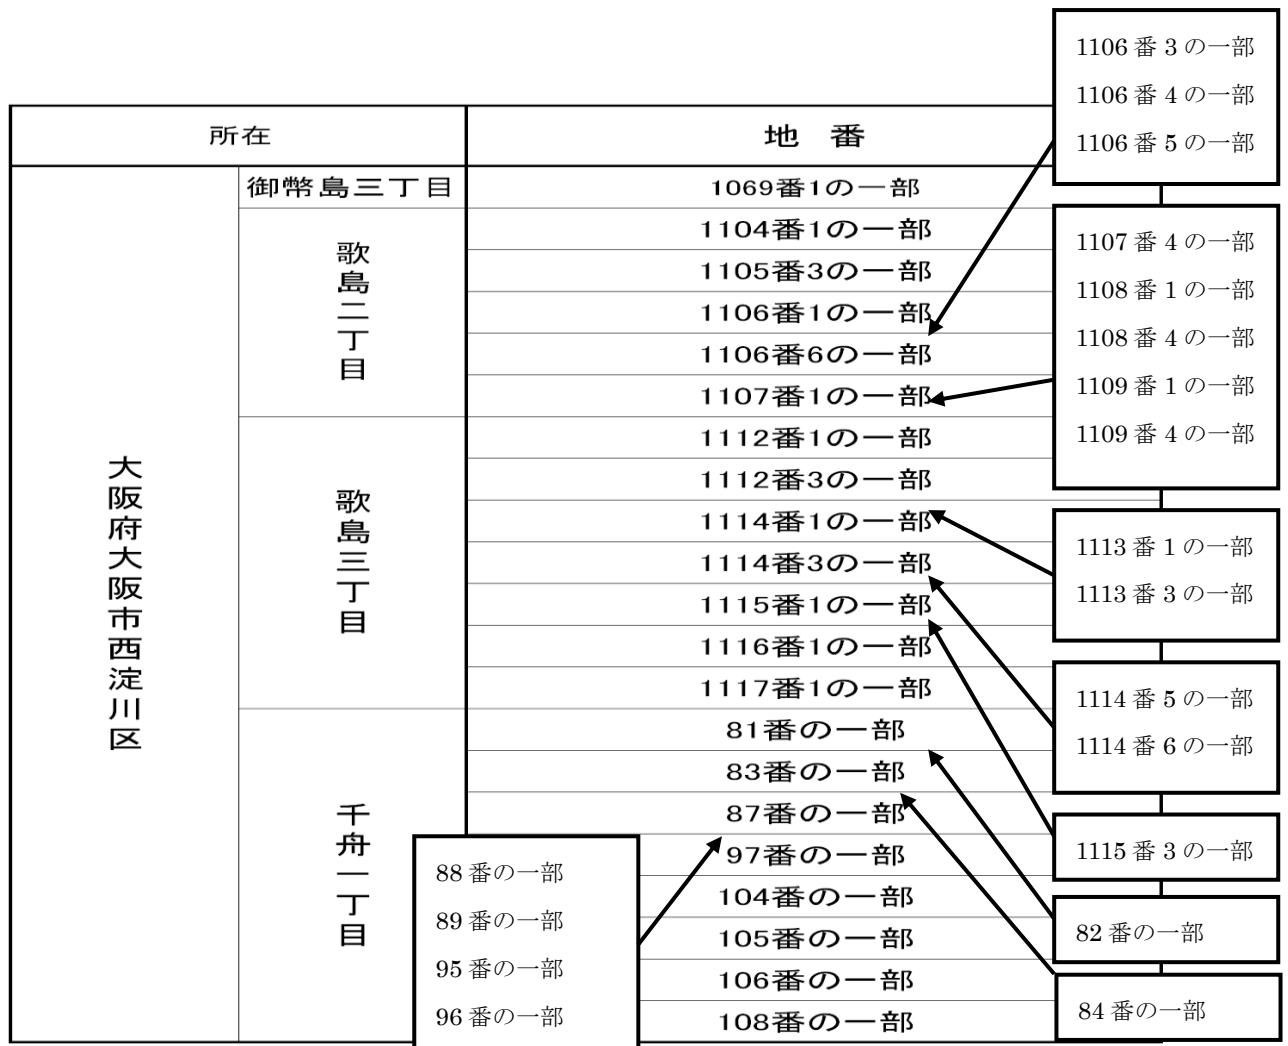 1106番3の一部
1106番4の一部
1106番5の一部
所在
地 番
大阪府大阪市西淀川区
御幣島三丁目
1069番1の一部
歌島二丁目
1104番1の一部
1105番3の一部
1106番1の一部
1106番6の一部
1107番1の一部
1107番4の一部
1108番1の一部
1108番4の一部
1109番1の一部
1109番4の一部
歌島三丁目
1112番1の一部
1112番3の一部
1114番1の一部
1114番3の一部
1115番1の一部
1116番1の一部
1117番1の一部
1113番1の一部
1113番3の一部
1114番5の一部
1114番6の一部
1115番3の一部
千舟一丁目
81番の一部
83番の一部
87番の一部
97番の一部
104番の一部
105番の一部
106番の一部
108番の一部
82番の一部
84番の一部
88番の一部
89番の一部
95番の一部
96番の一部